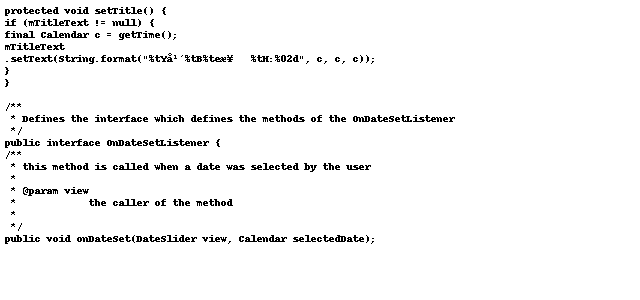 protected void setTitle() {
if (mTitleText != null) {
final Calendar c = getTime();
mTitleText
.setText(String.format("%tYå¹´%tB%teæ¥   %tH:%02d", c, c, c));
}
}

/**
 * Defines the interface which defines the methods of the OnDateSetListener
 */
public interface OnDateSetListener {
/**
 * this method is called when a date was selected by the user
 *
 * @param view
 *            the caller of the method
 *
 */
public void onDateSet(DateSlider view, Calendar selectedDate);